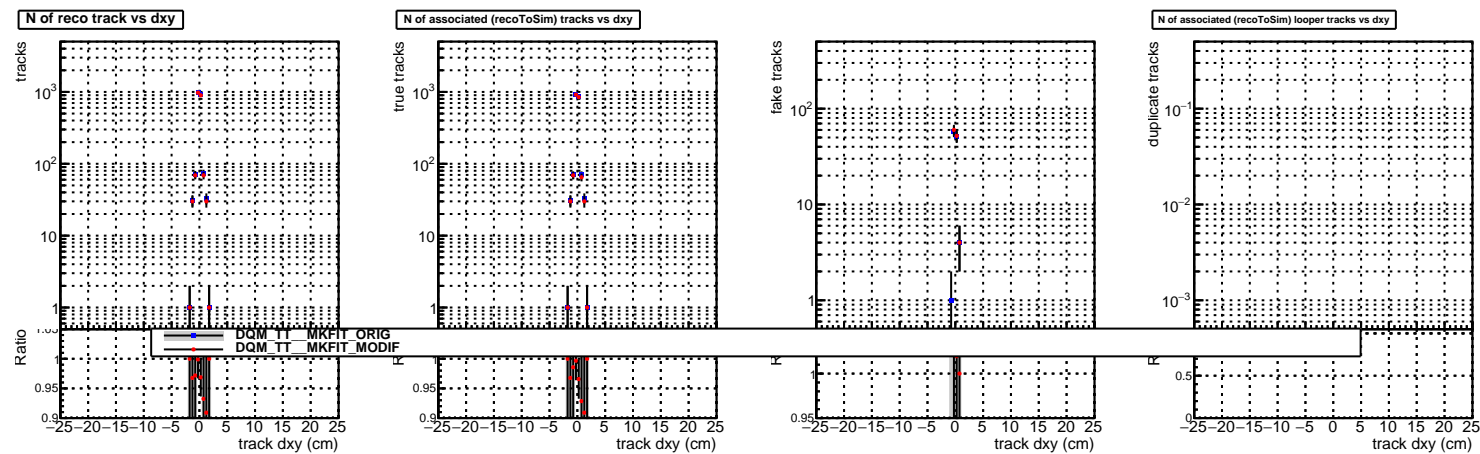 N of reco track vs dxy
tracks
10³
10²
10
1
Ratio
1
0.95
0.9
−25 −20 −15 −10 −5 0 5 10 15 20 25
track dxy (cm)
N of associated (recoToSim) tracks vs dxy
true tracks
10³
10²
10
1
1
0.95
0.9
−25 −20 −15 −10 −5 0 5 10 15 20 25
track dxy (cm)
fake tracks
10²
10
1
1
0.95
−25 −20 −15 −10 −5 0 5 10 15 20 25
track dxy (cm)
N of associated (recoToSim) looper tracks vs dxy
duplicate tracks
10⁻¹
10⁻²
10⁻³
0.5
0
−25 −20 −15 −10 −5 0 5 10 15 20 25
track dxy (cm)
DQM_TT__MKFIT_ORIG
DQM_TT__MKFIT_MODIF